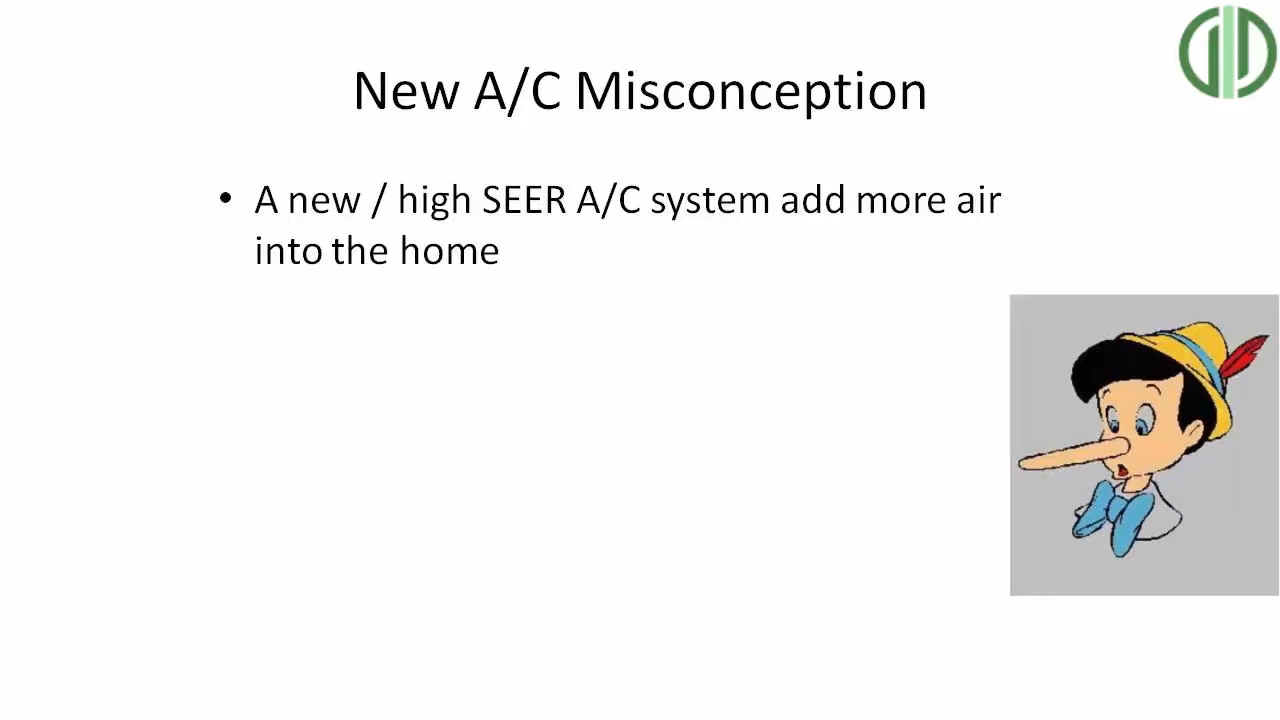 New A/C Misconception
• A new / high SEER A/C system add more air
into the home